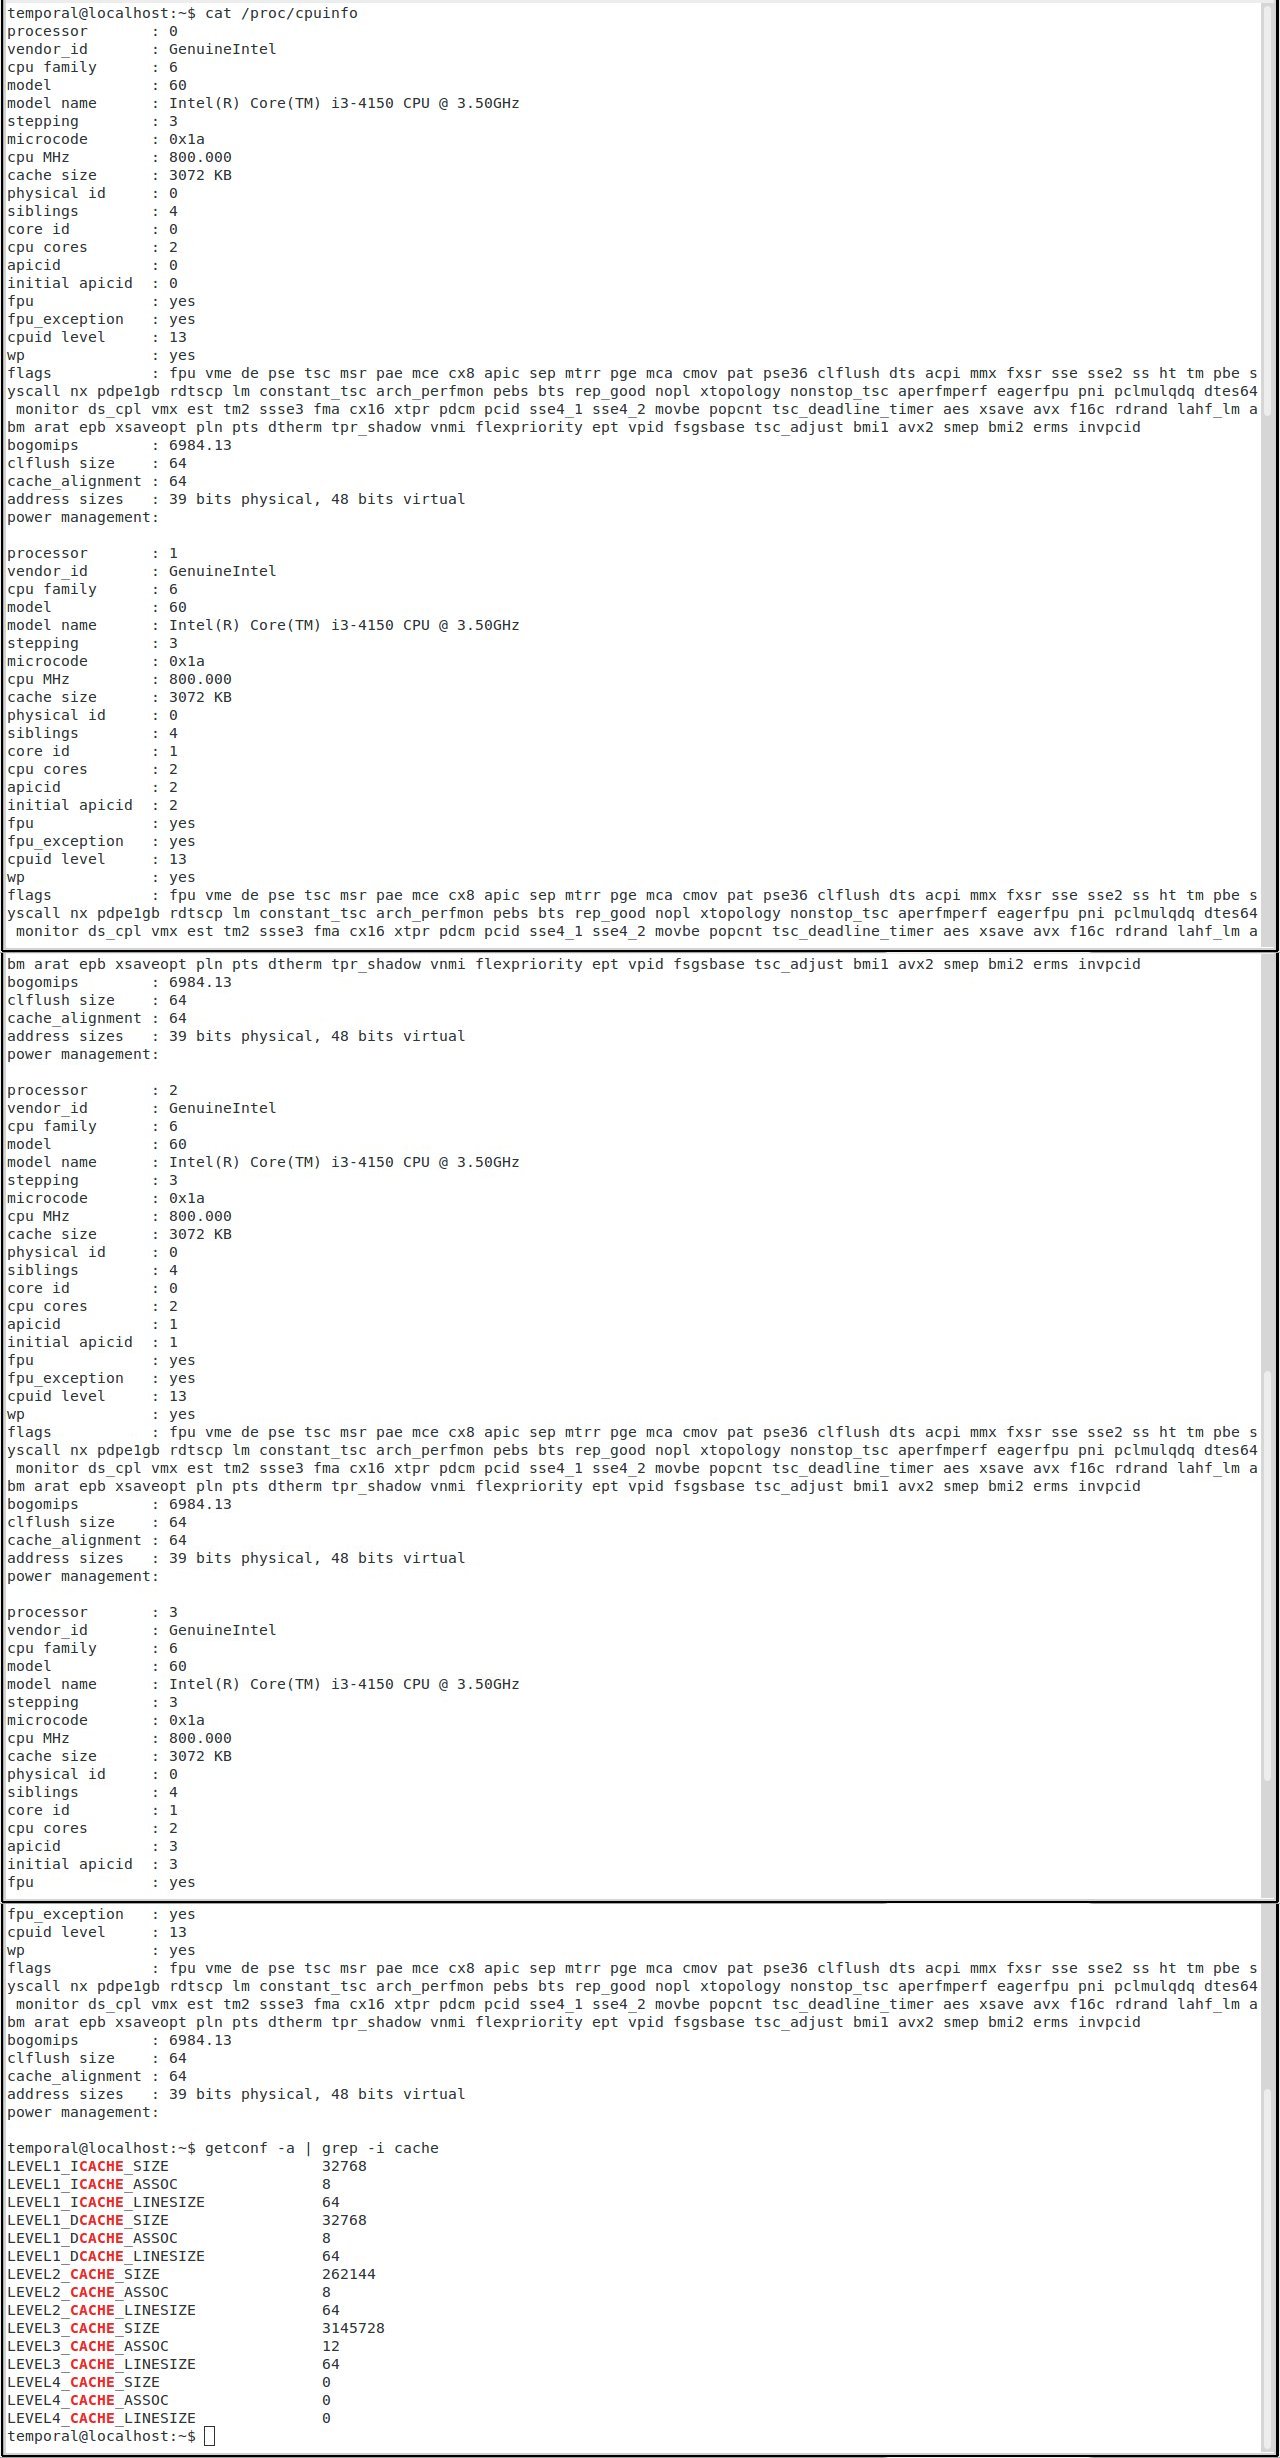 temporal@localhost:~$ cat /proc/cpuinfo
processor       : 0
vendor_id       : GenuineIntel
cpu family      : 6
model           : 60
model name      : Intel(R) Core(TM) i3-4150 CPU @ 3.50GHz
stepping        : 3
microcode       : 0x1a
cpu MHz         : 800.000
cache size      : 3072 KB
physical id     : 0
siblings        : 4
core id         : 0
cpu cores       : 2
apicid          : 0
initial apicid  : 0
fpu             : yes
fpu_exception   : yes
cpuid level     : 13
wp              : yes
flags           : fpu vme de pse tsc msr pae mce cx8 apic sep mtrr pge mca cmov pat pse36 clflush dts acpi mmx fxsr sse sse2 ss ht tm pbe s
yscall nx pdpe1gb rdtscp lm constant_tsc arch_perfmon pebs bts rep_good nopl xtopology nonstop_tsc aperfmperf eagerfpu pni pclmulqdq dtes64
 monitor ds_cpl vmx est tm2 ssse3 fma cx16 xtpr pdcm pcid sse4_1 sse4_2 movbe popcnt tsc_deadline_timer aes xsave avx f16c rdrand lahf_lm a
bm arat epb xsaveopt pln pts dtherm tpr_shadow vnmi flexpriority ept vpid fsgsbase tsc_adjust bmi1 avx2 smep bmi2 erms invpcid
bogomips        : 6984.13
clflush size    : 64
cache_alignment : 64
address sizes   : 39 bits physical, 48 bits virtual
power management:

processor       : 1
vendor_id       : GenuineIntel
cpu family      : 6
model           : 60
model name      : Intel(R) Core(TM) i3-4150 CPU @ 3.50GHz
stepping        : 3
microcode       : 0x1a
cpu MHz         : 800.000
cache size      : 3072 KB
physical id     : 0
siblings        : 4
core id         : 1
cpu cores       : 2
apicid          : 2
initial apicid  : 2
fpu             : yes
fpu_exception   : yes
cpuid level     : 13
wp              : yes
flags           : fpu vme de pse tsc msr pae mce cx8 apic sep mtrr pge mca cmov pat pse36 clflush dts acpi mmx fxsr sse sse2 ss ht tm pbe s
yscall nx pdpe1gb rdtscp lm constant_tsc arch_perfmon pebs bts rep_good nopl xtopology nonstop_tsc aperfmperf eagerfpu pni pclmulqdq dtes64
 monitor ds_cpl vmx est tm2 ssse3 fma cx16 xtpr pdcm pcid sse4_1 sse4_2 movbe popcnt tsc_deadline_timer aes xsave avx f16c rdrand lahf_lm a
bm arat epb xsaveopt pln pts dtherm tpr_shadow vnmi flexpriority ept vpid fsgsbase tsc_adjust bmi1 avx2 smep bmi2 erms invpcid
bogomips        : 6984.13
clflush size    : 64
cache_alignment : 64
address sizes   : 39 bits physical, 48 bits virtual
power management:

processor       : 2
vendor_id       : GenuineIntel
cpu family      : 6
model           : 60
model name      : Intel(R) Core(TM) i3-4150 CPU @ 3.50GHz
stepping        : 3
microcode       : 0x1a
cpu MHz         : 800.000
cache size      : 3072 KB
physical id     : 0
siblings        : 4
core id         : 0
cpu cores       : 2
apicid          : 1
initial apicid  : 1
fpu             : yes
fpu_exception   : yes
cpuid level     : 13
wp              : yes
flags           : fpu vme de pse tsc msr pae mce cx8 apic sep mtrr pge mca cmov pat pse36 clflush dts acpi mmx fxsr sse sse2 ss ht tm pbe s
yscall nx pdpe1gb rdtscp lm constant_tsc arch_perfmon pebs bts rep_good nopl xtopology nonstop_tsc aperfmperf eagerfpu pni pclmulqdq dtes64
 monitor ds_cpl vmx est tm2 ssse3 fma cx16 xtpr pdcm pcid sse4_1 sse4_2 movbe popcnt tsc_deadline_timer aes xsave avx f16c rdrand lahf_lm a
bm arat epb xsaveopt pln pts dtherm tpr_shadow vnmi flexpriority ept vpid fsgsbase tsc_adjust bmi1 avx2 smep bmi2 erms invpcid
bogomips        : 6984.13
clflush size    : 64
cache_alignment : 64
address sizes   : 39 bits physical, 48 bits virtual
power management:

processor       : 3
vendor_id       : GenuineIntel
cpu family      : 6
model           : 60
model name      : Intel(R) Core(TM) i3-4150 CPU @ 3.50GHz
stepping        : 3
microcode       : 0x1a
cpu MHz         : 800.000
cache size      : 3072 KB
physical id     : 0
siblings        : 4
core id         : 1
cpu cores       : 2
apicid          : 3
initial apicid  : 3
fpu             : yes
fpu_exception   : yes
cpuid level     : 13
wp              : yes
flags           : fpu vme de pse tsc msr pae mce cx8 apic sep mtrr pge mca cmov pat pse36 clflush dts acpi mmx fxsr sse sse2 ss ht tm pbe s
yscall nx pdpe1gb rdtscp lm constant_tsc arch_perfmon pebs bts rep_good nopl xtopology nonstop_tsc aperfmperf eagerfpu pni pclmulqdq dtes64
 monitor ds_cpl vmx est tm2 ssse3 fma cx16 xtpr pdcm pcid sse4_1 sse4_2 movbe popcnt tsc_deadline_timer aes xsave avx f16c rdrand lahf_lm a
bm arat epb xsaveopt pln pts dtherm tpr_shadow vnmi flexpriority ept vpid fsgsbase tsc_adjust bmi1 avx2 smep bmi2 erms invpcid
bogomips        : 6984.13
clflush size    : 64
cache_alignment : 64
address sizes   : 39 bits physical, 48 bits virtual
power management:

temporal@localhost:~$ getconf -a | grep -i cache
LEVEL1_ICACHE_SIZE                 32768
LEVEL1_ICACHE_ASSOC                8
LEVEL1_ICACHE_LINESIZE             64
LEVEL1_DCACHE_SIZE                 32768
LEVEL1_DCACHE_ASSOC                8
LEVEL1_DCACHE_LINESIZE             64
LEVEL2_CACHE_SIZE                  262144
LEVEL2_CACHE_ASSOC                 8
LEVEL2_CACHE_LINESIZE              64
LEVEL3_CACHE_SIZE                  3145728
LEVEL3_CACHE_ASSOC                 12
LEVEL3_CACHE_LINESIZE              64
LEVEL4_CACHE_SIZE                  0
LEVEL4_CACHE_ASSOC                 0
LEVEL4_CACHE_LINESIZE              0
temporal@localhost:~$